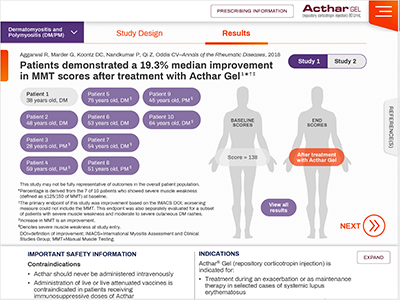 PRESCRIBING INFORMATION
Acthar GEL
(repository corticotropin injection) 80 U/mL
Dermatomyositis and
Polymyositis (DM/PM)
Study Design
Results
Aggarwal R, Marder G, Koontz DC, Nandkumar P, Qi Z, Oddis CV–Annals of the Rheumatic Diseases, 2018
Patients demonstrated a 19.3% median improvement
in MMT scores after treatment with Acthar Gel
Study 1
Study 2
Patient 1
38 years old, DM
Patient 2
48 years old, DM
Patient 3
28 years old, PM
Patient 4
59 years old, PM
Patient 5
75 years old, DM
Patient 6
53 years old, DM
Patient 7
54 years old, DM
Patient 8
51 years old, DM
Patient 9
45 years old, PM
Patient 10
64 years old, DM
BASELINE
SCORES
END
SCORES
Score = 138
After treatment
with Acthar Gel
View all
results
NEXT
REFERENCE(S)
This study may not be fully representative of outcomes in the overall patient population.
*Percentage is derived from the 7 of 10 patients who showed severe muscle weakness
(defined as ≤125/150 of MMT) at baseline.
†The primary endpoint of this study was improvement based on the IMACS DOI; worsening
measure could not include the MMT. This endpoint was also separately evaluated for a subset
of patients with severe muscle weakness and moderate to severe cutaneous DM rashes.
‡Increase in MMT is an improvement.
§Denotes severe muscle weakness at study entry.
DOI=definition of improvement; IMACS=International Myositis Assessment and Clinical
Studies Group; MMT=Manual Muscle Testing.
IMPORTANT SAFETY INFORMATION
Contraindications
• Acthar should never be administered intravenously
• Administration of live or live attenuated vaccines is
contraindicated in patients receiving
immunosuppressive doses of Acthar
INDICATIONS
EXPAND
Acthar® Gel (repository corticotropin injection) is
indicated for:
• Treatment during an exacerbation or as maintenance
therapy in selected cases of systemic lupus
erythematosus